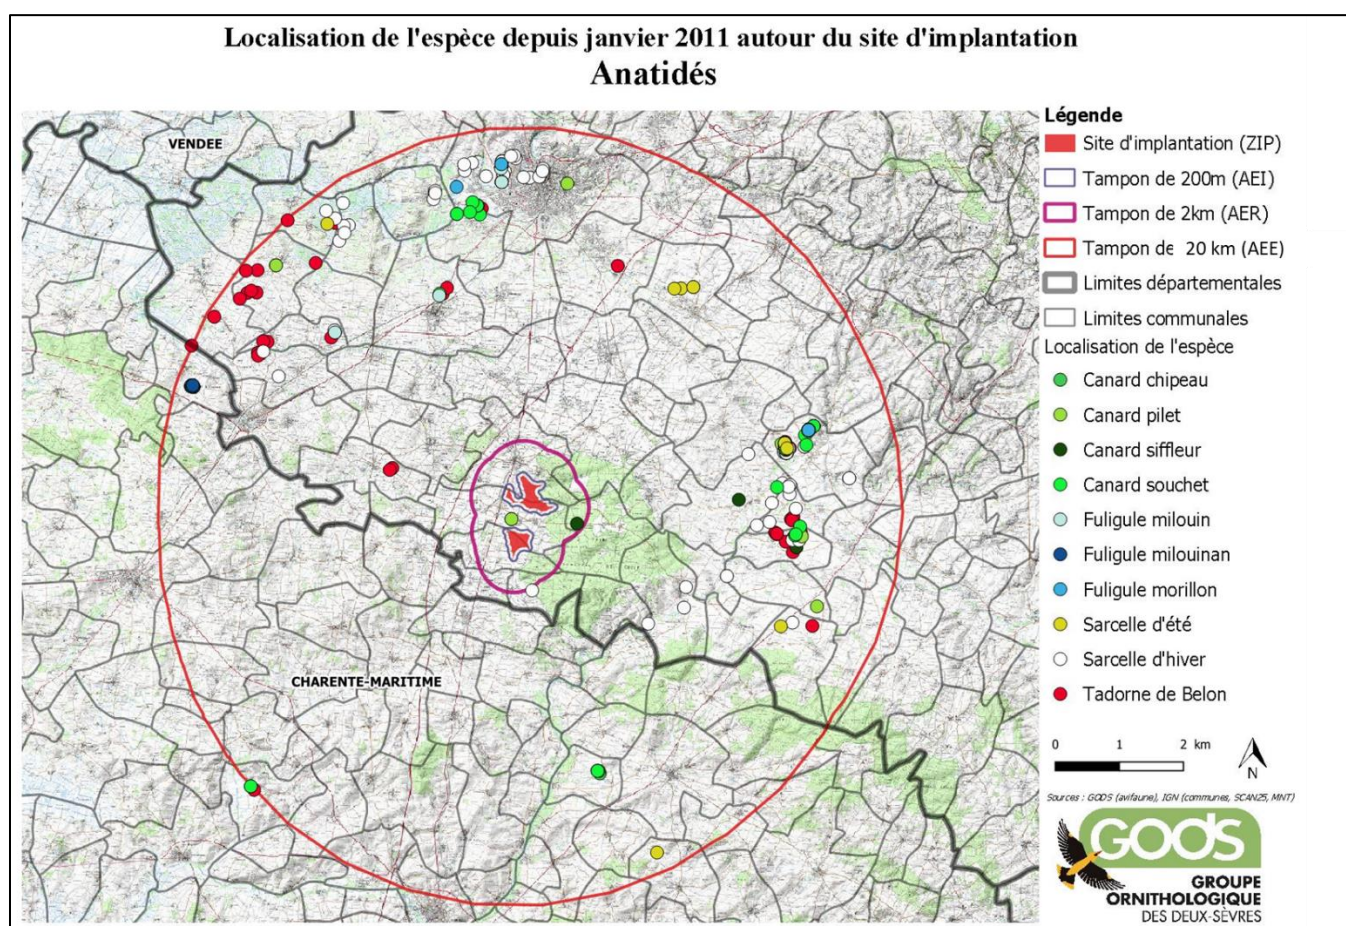 Localisation de l'espèce depuis janvier 2011 autour du site d'implantation
Anatidés
VENDEE
CHARENTE-MARITIME
Légende
Site d'implantation (ZIP)
Tampon de 200m (AEI)
Tampon de 2km (AER)
Tampon de 20 km (AEE)
Limites départementales
Limites communales
Localisation de l'espèce
Canard chipeau
Canard pilet
Canard siffleur
Canard souchet
Fuligule milouin
Fuligule milouinan
Fuligule morillon
Sarcelle d'été
Sarcelle d'hiver
Tadorne de Belon
0 1 2 km
N
Sources : GODS (avifaune), IGN (communes, SCAN25, MNT)
GODS
GROUPE
ORNITHOLOGIQUE
DES DEUX-SÈVRES